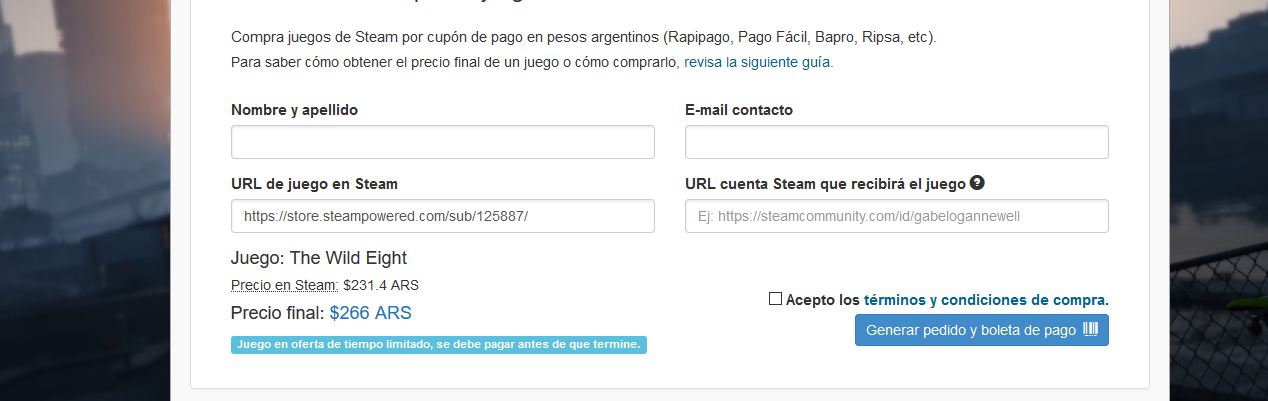 Compra juegos de Steam por cupón de pago en pesos argentinos (Rapipago, Pago Fácil, Bapro, Ripsa, etc).
Para saber cómo obtener el precio final de un juego o cómo comprarlo, revisa la siguiente guía.
Nombre y apellido
E-mail contacto
URL de juego en Steam
URL cuenta Steam que recibirá el juego
https://store.steampowered.com/sub/125887/
Ej: https://steamcommunity.com/id/gabelogannewell
Juego: The Wild Eight
Precio en Steam: $231.4 ARS
Precio final: $266 ARS
Juego en oferta de tiempo limitado, se debe pagar antes de que termine.
Acepto los términos y condiciones de compra.
Generar pedido y boleta de pago